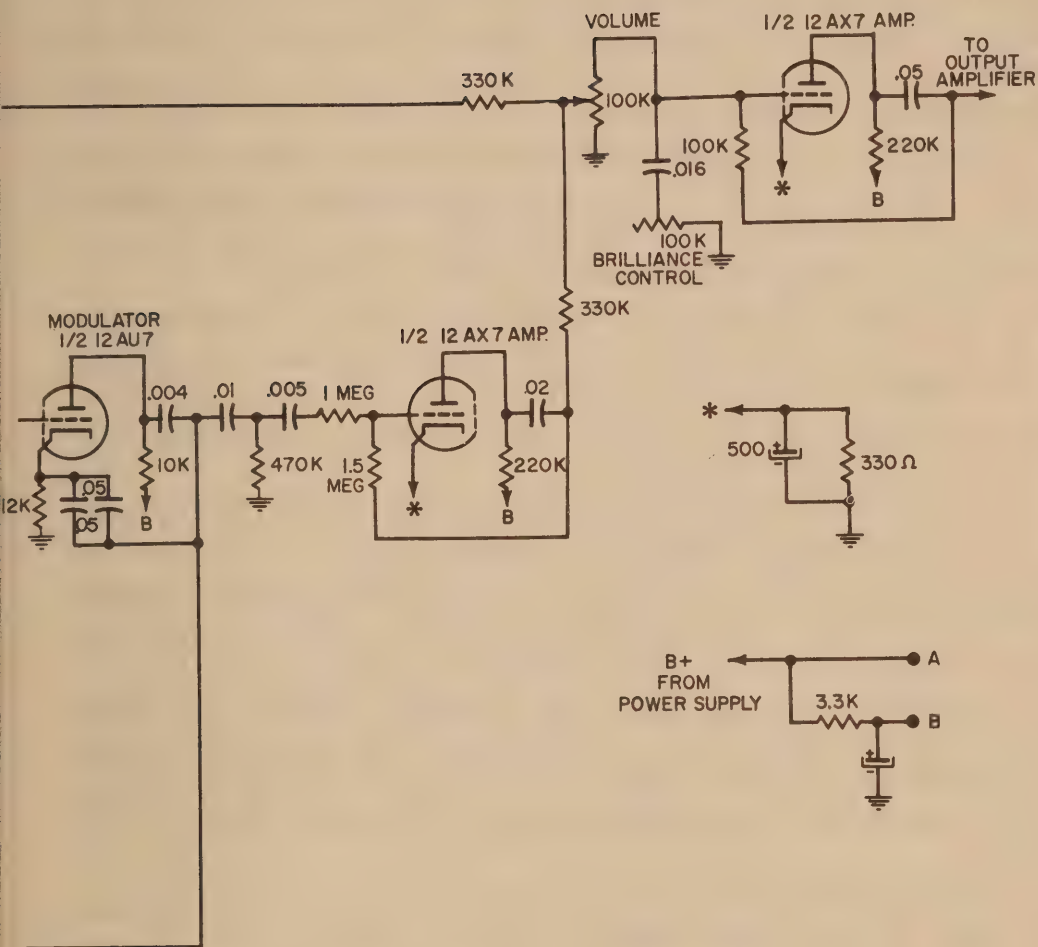 VOLUME
1/2 12 AX7 AMP.
330 K
100K
.05
TO
OUTPUT
AMPLIFIER
100K
.016
*
220K
B
100 K
BRILLIANCE
CONTROL
330K
MODULATOR
1/2 12 AU7
1/2 12 AX7 AMP.
.004
.01
.005
1 MEG
.02
10K
470K
1.5
MEG
220K
12K
.05
.05
B
*
B
*
500
+
-
330 Ω
B+
FROM
POWER SUPPLY
A
3.3K
B
+
-